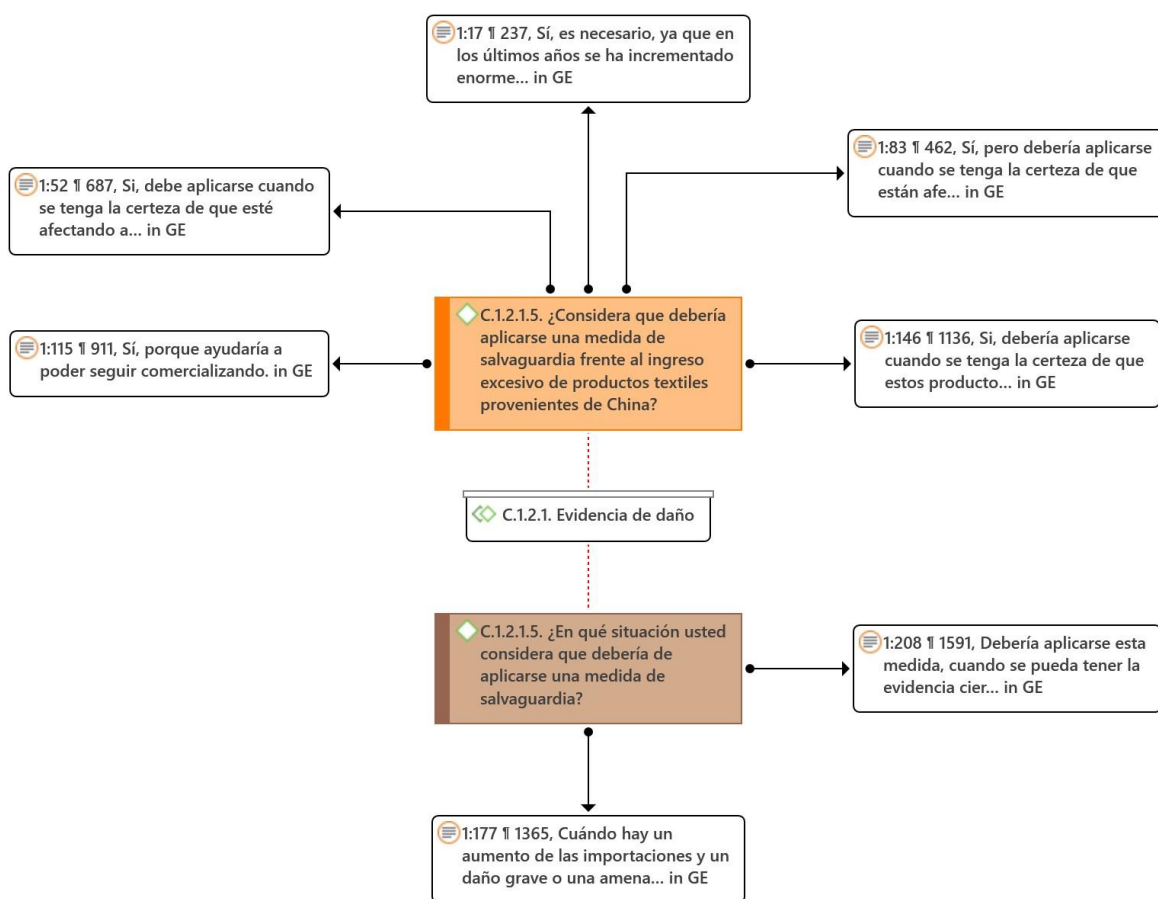 1:17 ¶ 237, Sí, es necesario, ya que en
los últimos años se ha incrementado
enorme... in GE
1:83 ¶ 462, Sí, pero debería aplicarse
cuando se tenga la certeza de que
están afe... in GE
1:52 ¶ 687, Si, debe aplicarse cuando
se tenga la certeza de que esté
afectando a... in GE
C.1.2.1.5. ¿Considera que debería
aplicarse una medida de
salvaguardia frente al ingreso
excesivo de productos textiles
provenientes de China?
1:115 ¶ 911, Sí, porque ayudaría a
poder seguir comercializando. in GE
1:146 ¶ 1136, Si, debería aplicarse
cuando se tenga la certeza de que
estos producto... in GE
C.1.2.1. Evidencia de daño
C.1.2.1.5. ¿En qué situación usted
considera que debería de
aplicarse una medida de
salvaguardia?
1:208 ¶ 1591, Debería aplicarse esta
medida, cuando se pueda tener la
evidencia cier... in GE
1:177 ¶ 1365, Cuándo hay un
aumento de las importaciones y un
daño grave o una amena... in GE